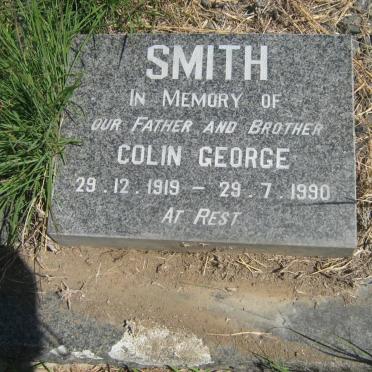 SMITH
IN MEMORY OF
OUR FATHER AND BROTHER
COLIN GEORGE
29.12.1919 – 29.7.1990
AT REST